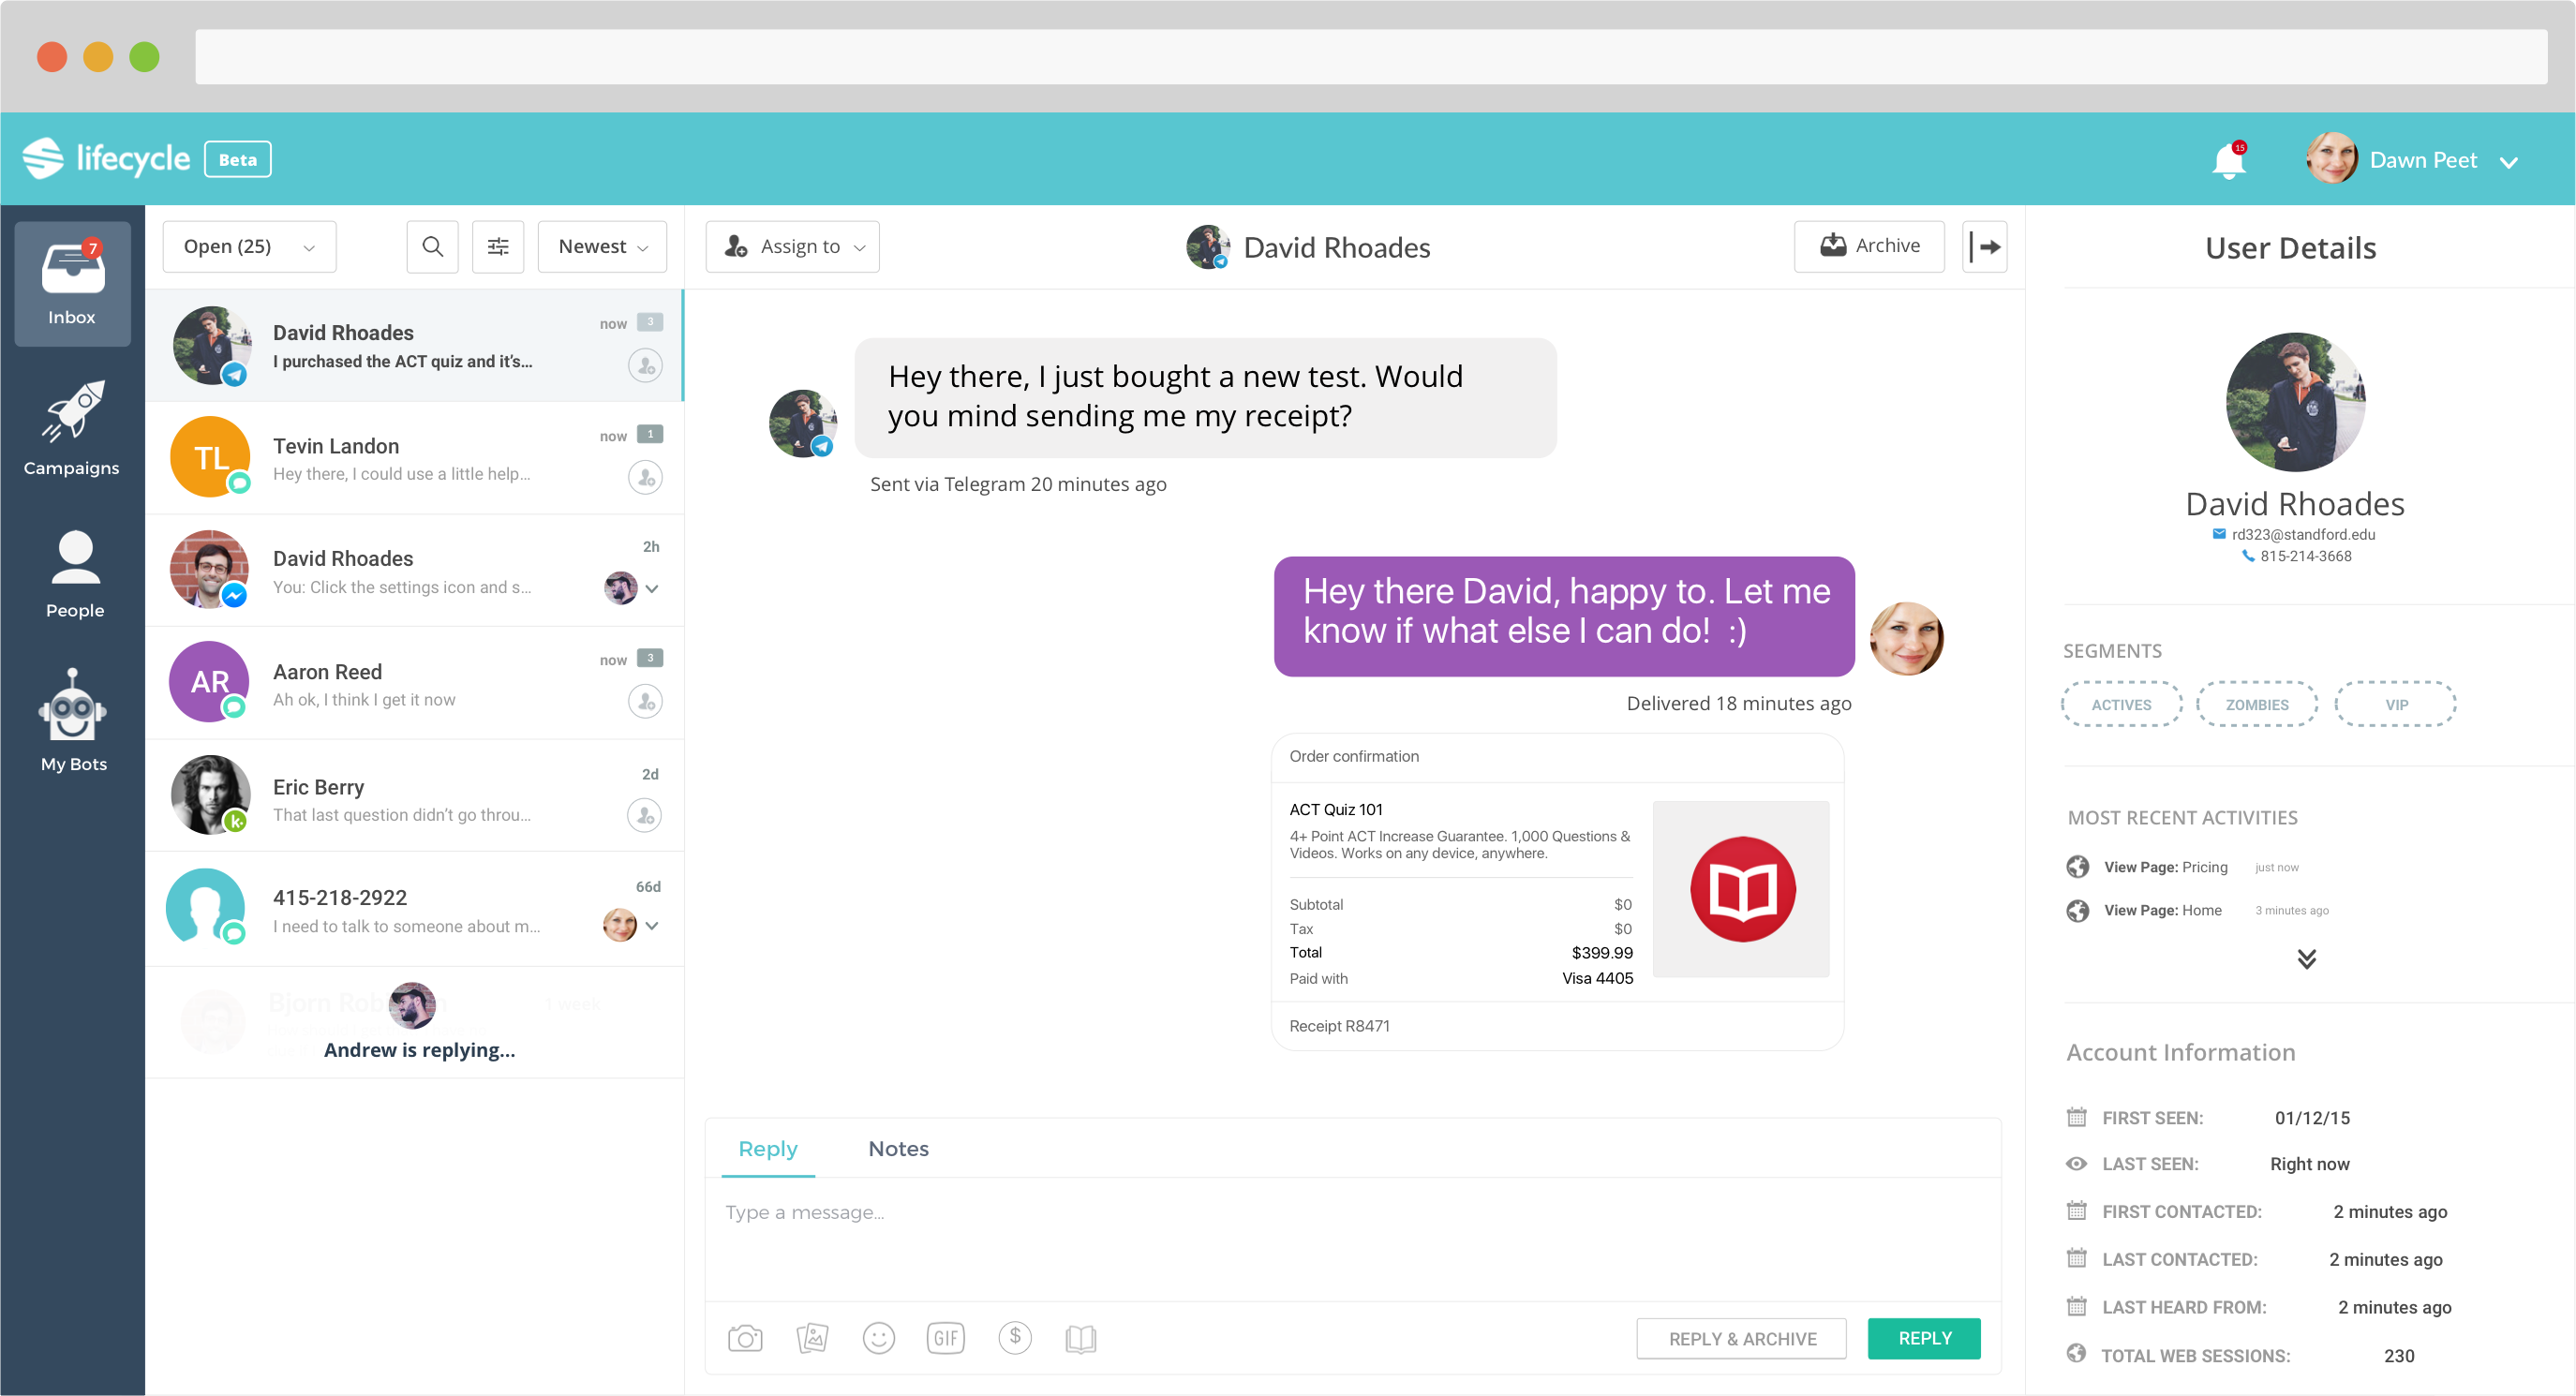 lifecycle Beta
15
Dawn Peet
7
Inbox
Campaigns
People
My Bots
Open (25)
Newest
David Rhoades
now 3
I purchased the ACT quiz and it's...
TL
Tevin Landon
now 1
Hey there, I could use a little help...
David Rhoades
2h
You: Click the settings icon and s...
AR
Aaron Reed
now 3
Ah ok, I think I get it now
k.
Eric Berry
2d
That last question didn't go throu...
415-218-2922
66d
I need to talk to someone about m...
1 week
Andrew is replying...
Assign to
David Rhoades
Archive
Hey there, I just bought a new test. Would
you mind sending me my receipt?
Sent via Telegram 20 minutes ago
Hey there David, happy to. Let me
know if what else I can do! :)
Delivered 18 minutes ago
Order confirmation
ACT Quiz 101
4+ Point ACT Increase Guarantee. 1,000 Questions &
Videos. Works on any device, anywhere.
Subtotal $0
Tax $0
Total $399.99
Paid with Visa 4405
Receipt R8471
Reply Notes
Type a message...
GIF
$
REPLY & ARCHIVE
REPLY
User Details
David Rhoades
rd323@standford.edu
815-214-3668
SEGMENTS
ACTIVES ZOMBIES VIP
MOST RECENT ACTIVITIES
View Page: Pricing just now
View Page: Home 3 minutes ago
Account Information
FIRST SEEN: 01/12/15
LAST SEEN: Right now
FIRST CONTACTED: 2 minutes ago
LAST CONTACTED: 2 minutes ago
LAST HEARD FROM: 2 minutes ago
TOTAL WEB SESSIONS: 230